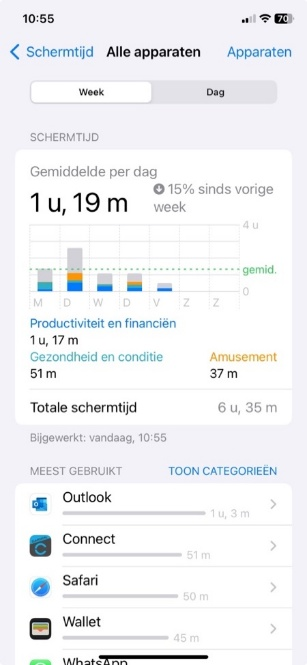 10:55
70
Schermtijd Alle apparaten Apparaten
Week Dag
SCHERMTIJD
Gemiddelde per dag
1 u, 19 m
15% sinds vorige
week
4 u
gemid.
0
M D W D V Z Z
Productiviteit en financiën
1 u, 17 m
Gezondheid en conditie Amusement
51 m 37 m
Totale schermtijd 6 u, 35 m
Bijgewerkt: vandaag, 10:55
MEEST GEBRUIKT TOON CATEGORIEËN
Outlook
1 u, 3 m
Connect
51 m
Safari
50 m
Wallet
45 m
WhatsApp